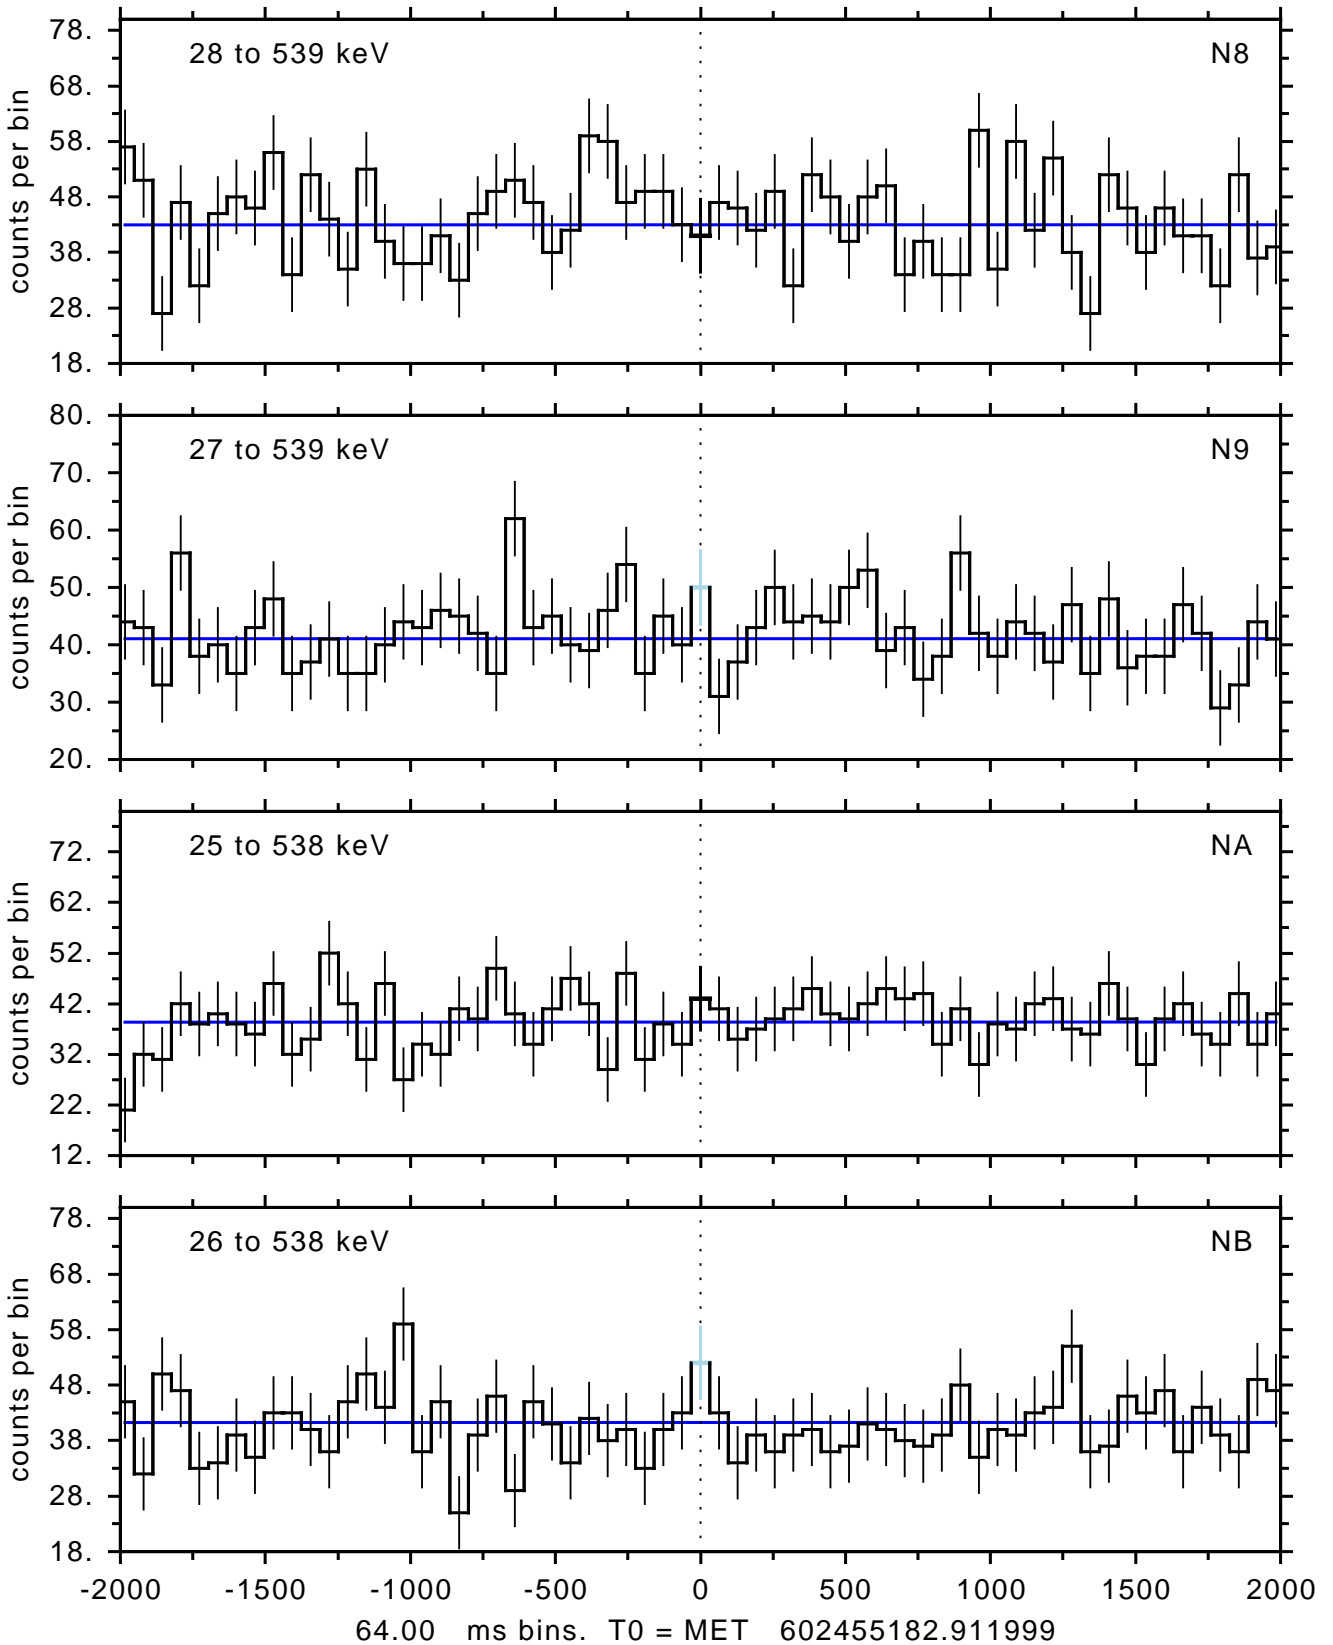 78.
28 to 539 keV N8
68.
58.
48.
38.
28.
18.
counts per bin
80.
27 to 539 keV N9
70.
60.
50.
40.
30.
20.
counts per bin
25 to 538 keV NA
72.
62.
52.
42.
32.
22.
12.
counts per bin
78.
26 to 538 keV NB
68.
58.
48.
38.
28.
18.
counts per bin
-2000 -1500 -1000 -500 0 500 1000 1500 2000
64.00 ms bins. T0 = MET 602455182.911999